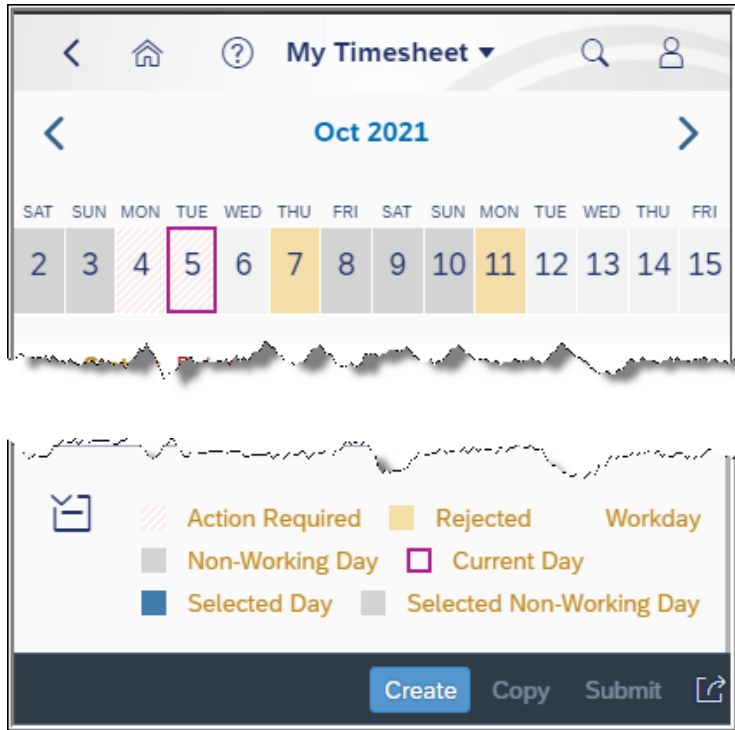 My Timesheet
Oct 2021
SAT SUN MON TUE WED THU FRI SAT SUN MON TUE WED THU FRI
2 3 4 5 6 7 8 9 10 11 12 13 14 15
Action Required Rejected Workday
Non-Working Day Current Day
Selected Day Selected Non-Working Day
Create Copy Submit